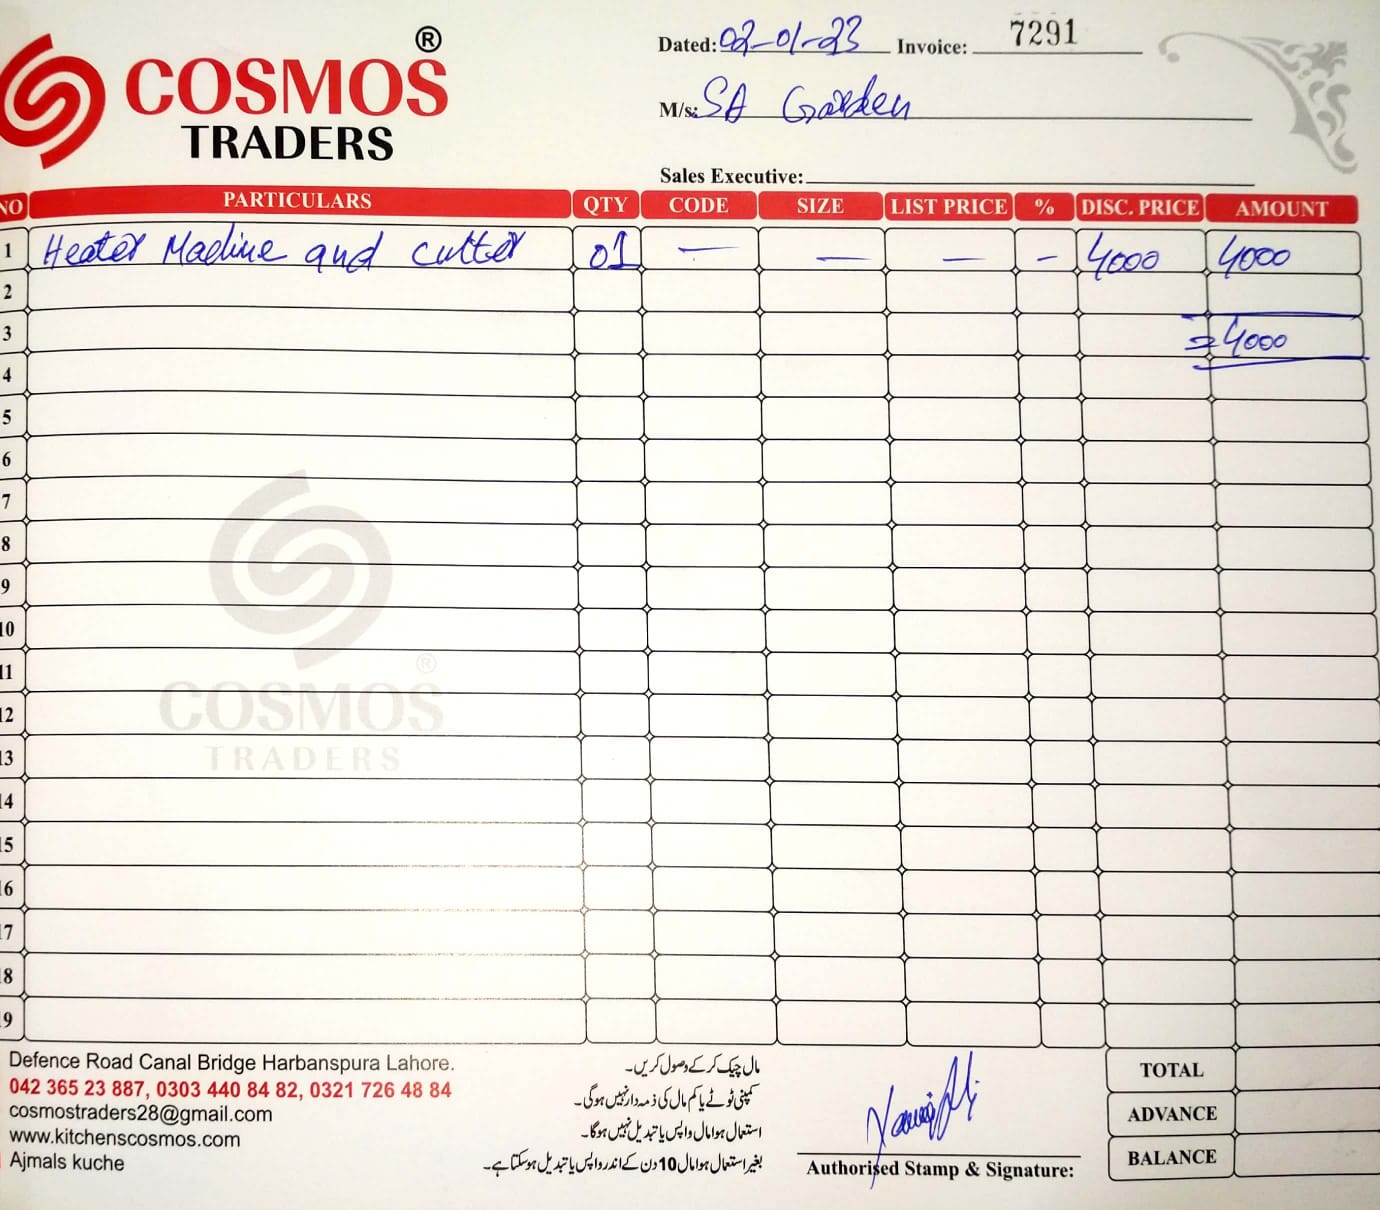 COSMOS ®
TRADERS
Dated: 02-01-23 Invoice: 7291
M/s: SA Garden
Sales Executive:
NO PARTICULARS QTY CODE SIZE LIST PRICE % DISC. PRICE AMOUNT
1 Heater Machine and cutter 01 — — — - 4000 4000
2
3 = 4000
4
5
6
7
8
9
10
11
12
13
14
15
16
17
18
19
COSMOS ®
TRADERS
Defence Road Canal Bridge Harbanspura Lahore.
042 365 23 887, 0303 440 84 82, 0321 726 48 84
cosmostraders28@gmail.com
www.kitchenscosmos.com
Ajmals kuche
مال چیک کر کے وصول کریں۔
کمپنی ٹوٹے یا کم مال کی ذمہ دار نہیں ہوگی۔
استعمال ہوا مال واپس یا تبدیل نہیں ہوگا۔
بغیر استعمال ہوا مال 10 دن کے اندر واپس یا تبدیل ہو سکتا ہے۔
Authorised Stamp & Signature:
TOTAL
ADVANCE
BALANCE